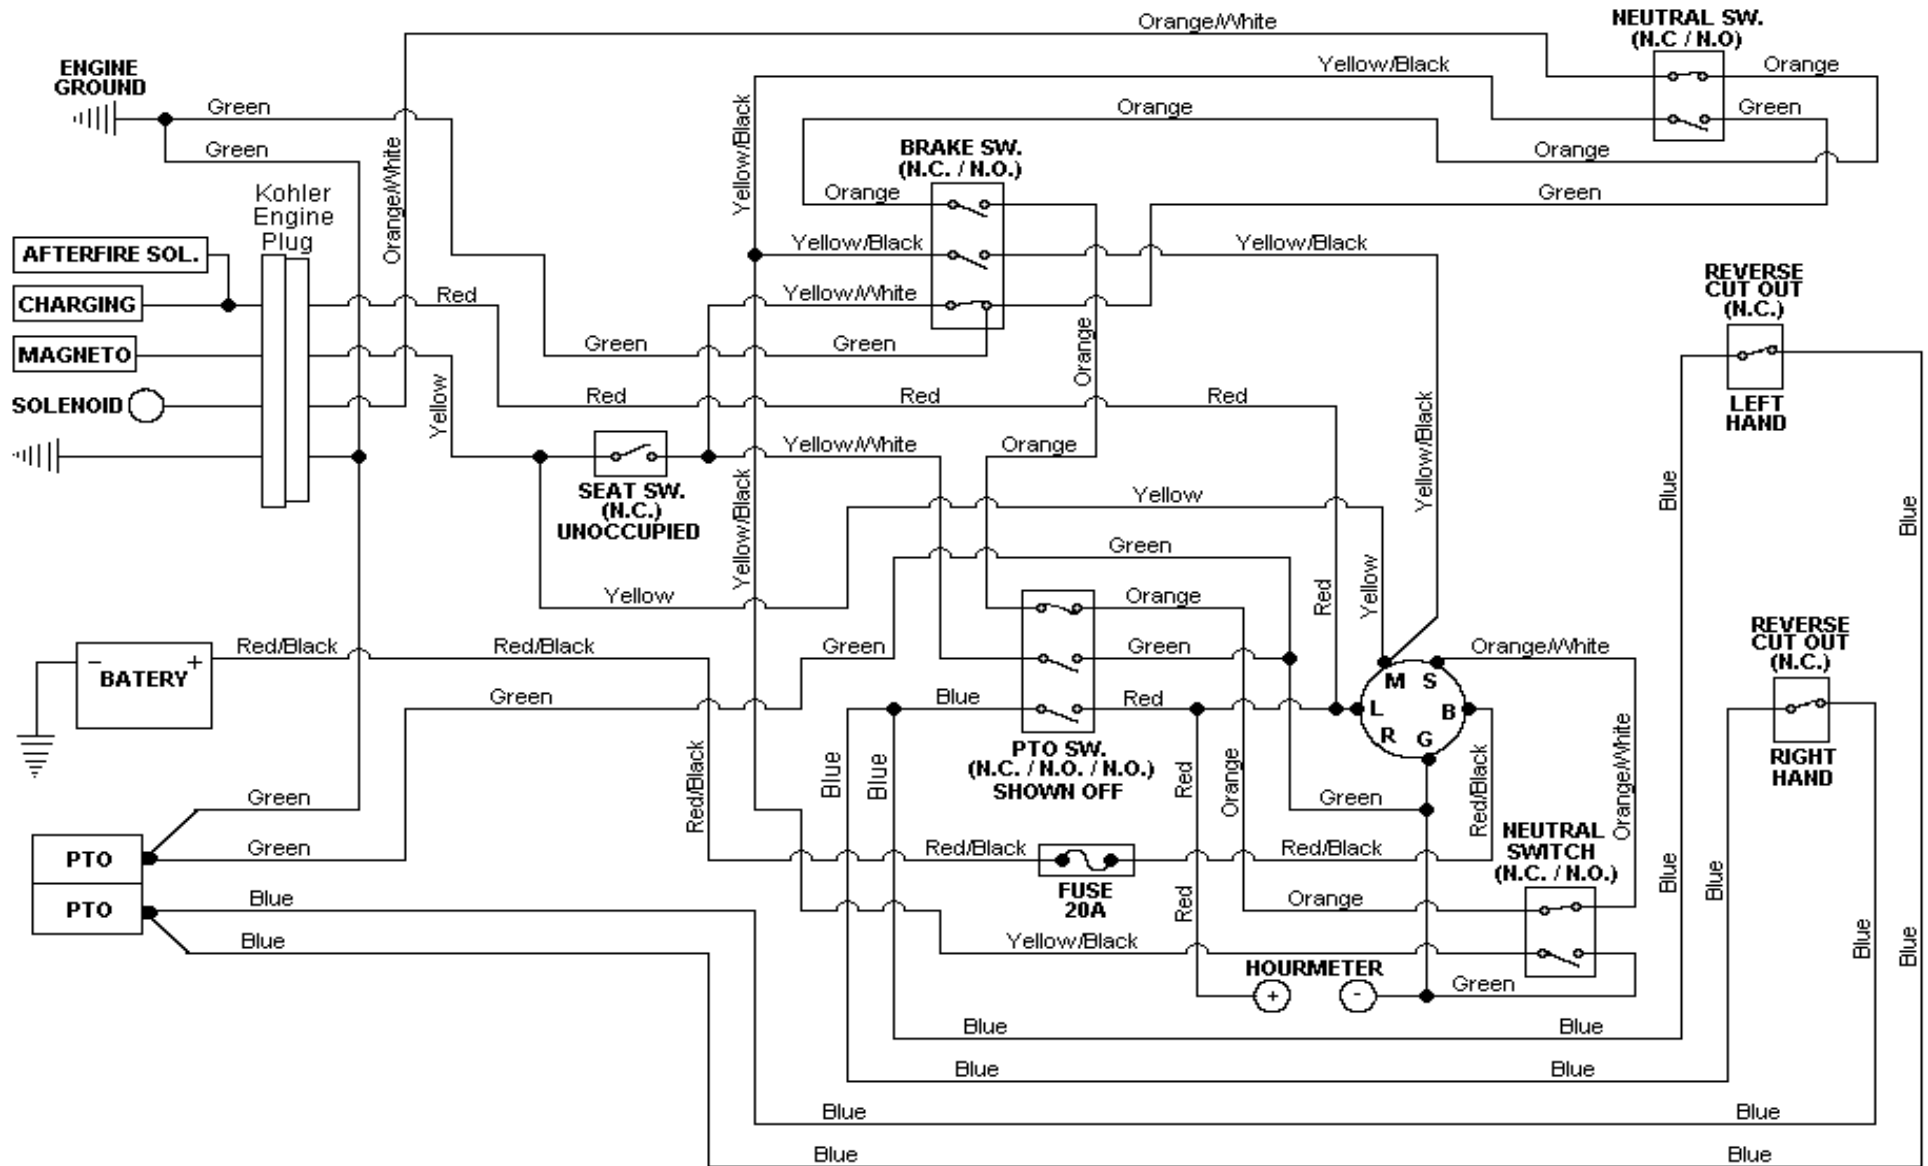 Orange/White
NEUTRAL SW.
(N.C / N.O)
ENGINE
GROUND
Yellow/Black
Orange
Green
Orange
Green
Green
Orange
Yellow/Black
Orange/White
BRAKE SW.
(N.C. / N.O.)
Orange
Green
Kohler
Engine
Plug
AFTERFIRE SOL.
Yellow/Black
Yellow/Black
CHARGING
Red
Yellow/White
REVERSE
CUT OUT
(N.C.)
MAGNETO
Green
Green
Orange
SOLENOID
Yellow
Red
Red
Red
LEFT
HAND
Yellow/Black
Yellow/White
Orange
SEAT SW.
(N.C.)
UNOCCUPIED
Yellow/Black
Yellow
Blue
Blue
Green
Yellow
Orange
Red
Yellow
Red/Black
Red/Black
Green
Green
Orange/White
REVERSE
CUT OUT
(N.C.)
-
+
BATERY
Green
Blue
Red
M
S
L
B
R
G
PTO SW.
(N.C. / N.O. / N.O.)
SHOWN OFF
RIGHT
HAND
Red/Black
Blue
Blue
Red
Orange
Red/Black
Orange/White
Green
Green
PTO
Green
Red/Black
Red/Black
FUSE
20A
NEUTRAL
SWITCH
(N.C. / N.O.)
Blue
Blue
PTO
Blue
Red
Orange
Blue
Yellow/Black
Blue
Blue
HOURMETER
+
-
Green
Blue
Blue
Blue
Blue
Blue
Blue
Blue
Blue